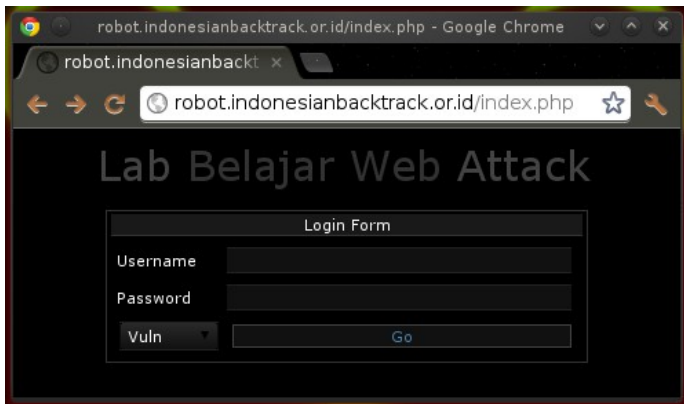 robot.indonesianbacktrack.or.id/index.php - Google Chrome
robot.indonesianbackt
robot.indonesianbacktrack.or.id/index.php
Lab Belajar Web Attack
Login Form
Username
Password
Vuln
Go